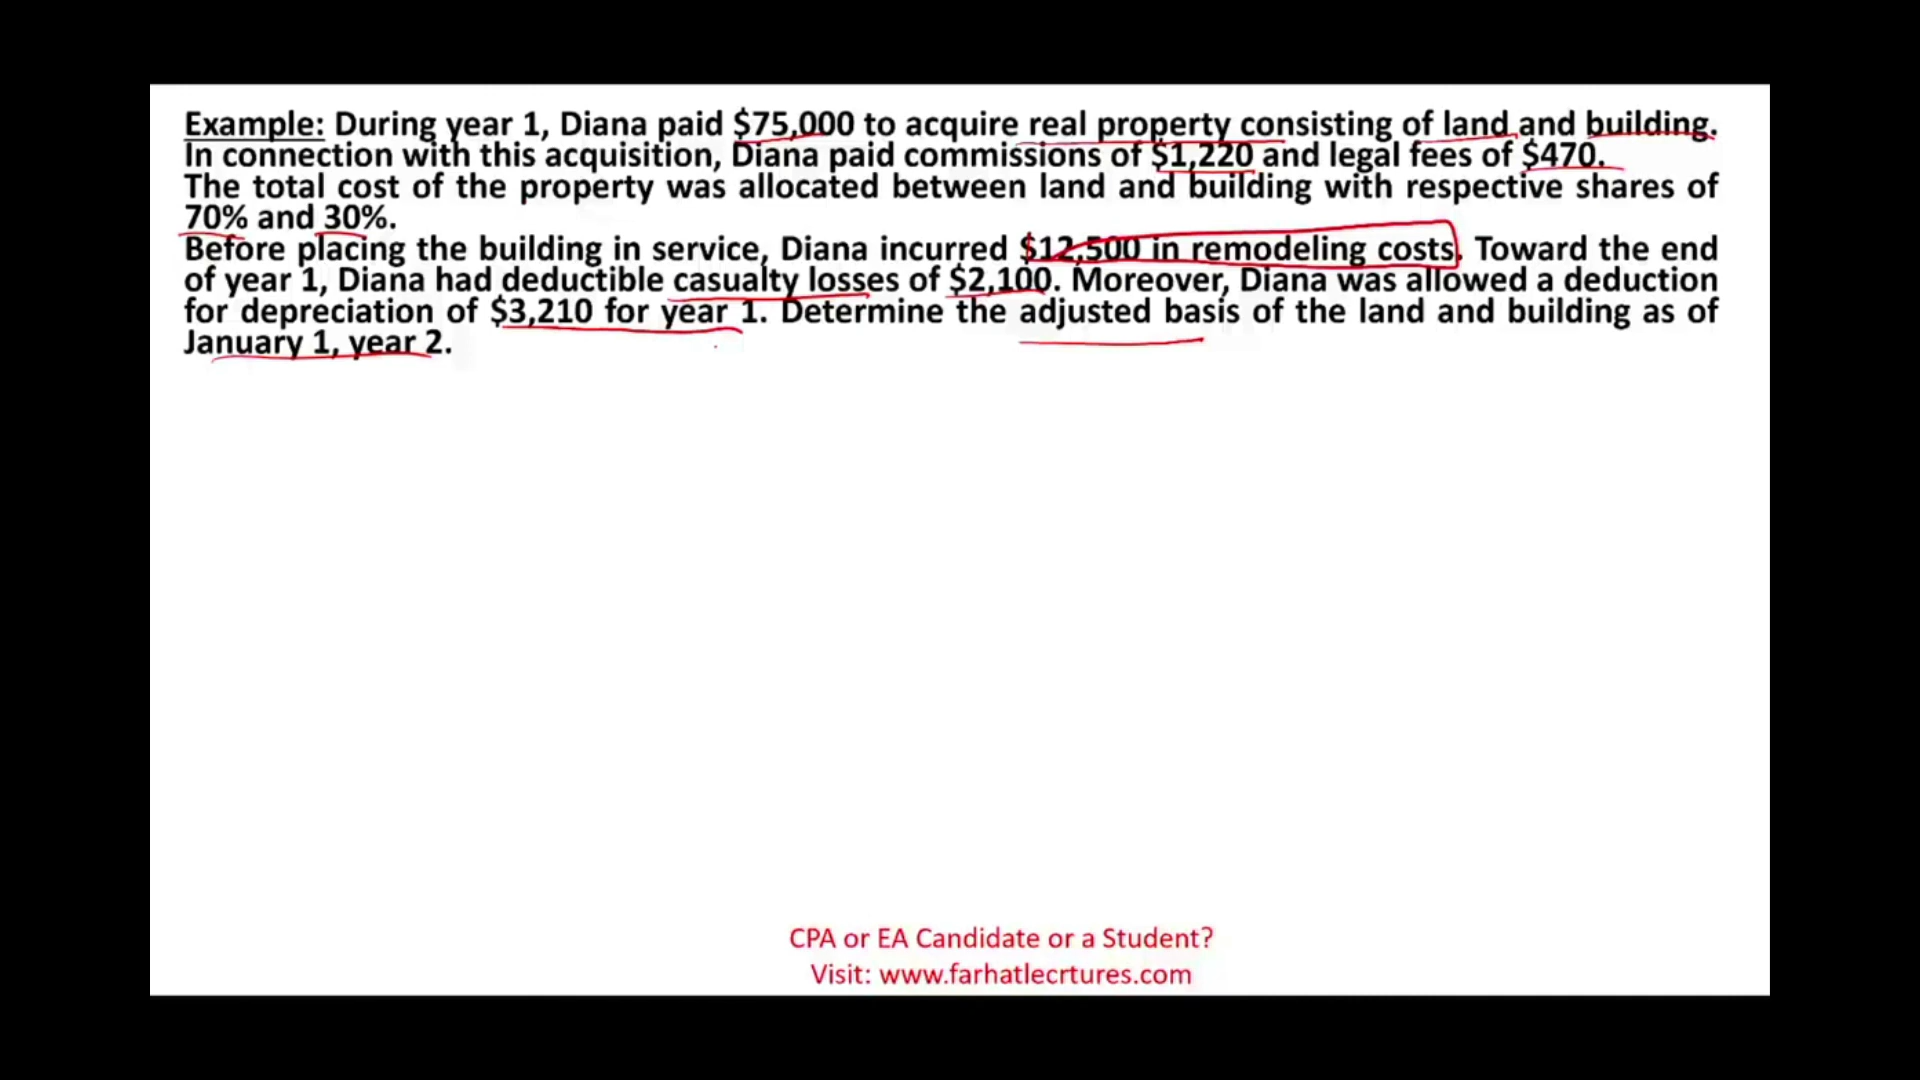 Example: During year 1, Diana paid $75,000 to acquire real property consisting of land and building.
In connection with this acquisition, Diana paid commissions of $1,220 and legal fees of $470.
The total cost of the property was allocated between land and building with respective shares of
70% and 30%.
Before placing the building in service, Diana incurred $12,500 in remodeling costs. Toward the end
of year 1, Diana had deductible casualty losses of $2,100. Moreover, Diana was allowed a deduction
for depreciation of $3,210 for year 1. Determine the adjusted basis of the land and building as of
January 1, year 2.
CPA or EA Candidate or a Student?
Visit: www.farhatlecrtures.com